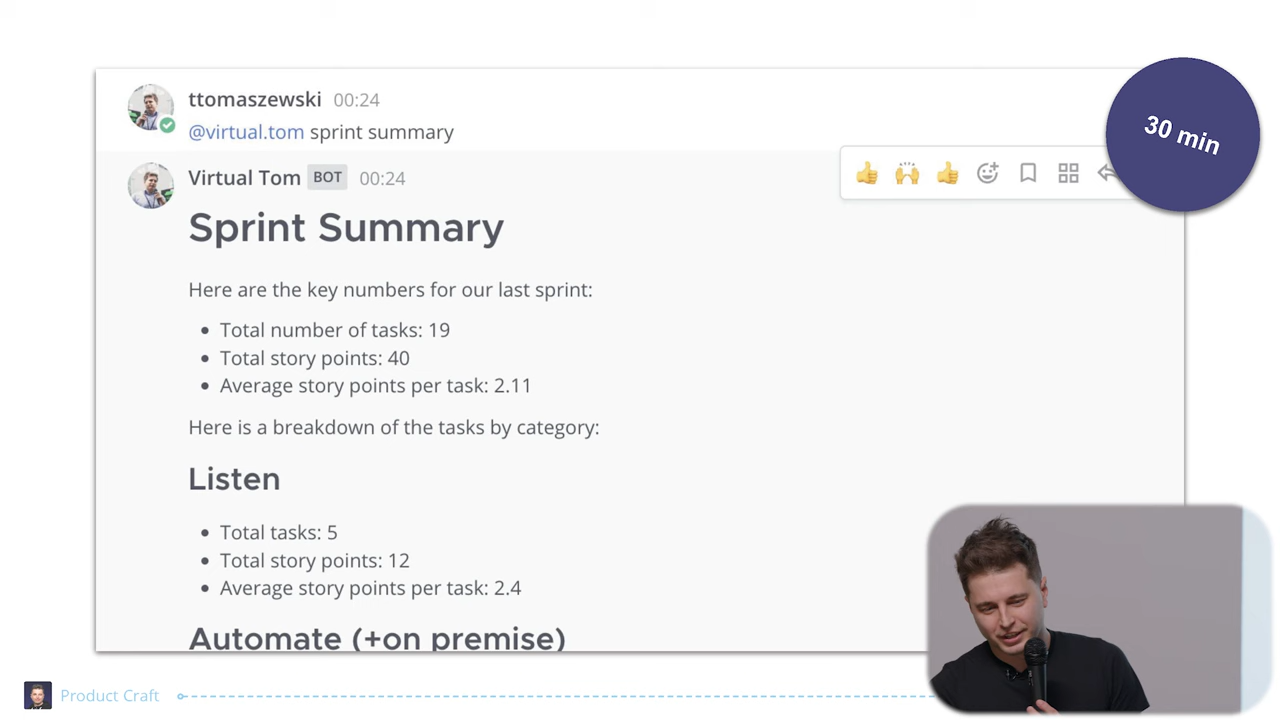 ttomaszewski 00:24
@virtual.tom sprint summary
30 min
Virtual Tom BOT 00:24
Sprint Summary
Here are the key numbers for our last sprint:
• Total number of tasks: 19
• Total story points: 40
• Average story points per task: 2.11
Here is a breakdown of the tasks by category:
Listen
• Total tasks: 5
• Total story points: 12
• Average story points per task: 2.4
Automate (+on premise)
Product Craft